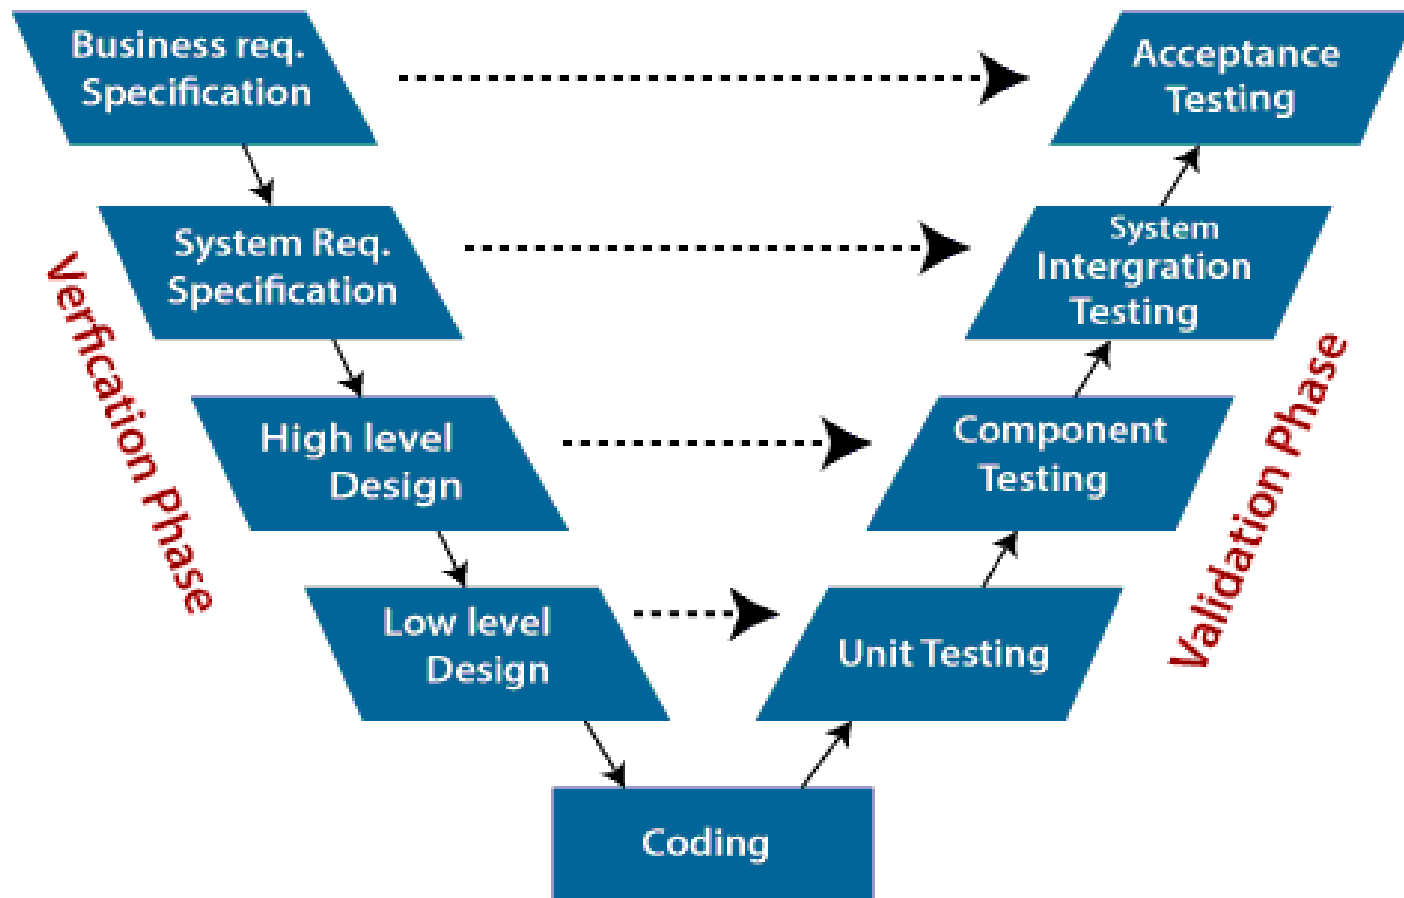 Business req.
Specification
Acceptance
Testing
System Req.
Specification
System
Intergration
Testing
Verfication Phase
High level
Design
Component
Testing
Validation Phase
Low level
Design
Unit Testing
Coding